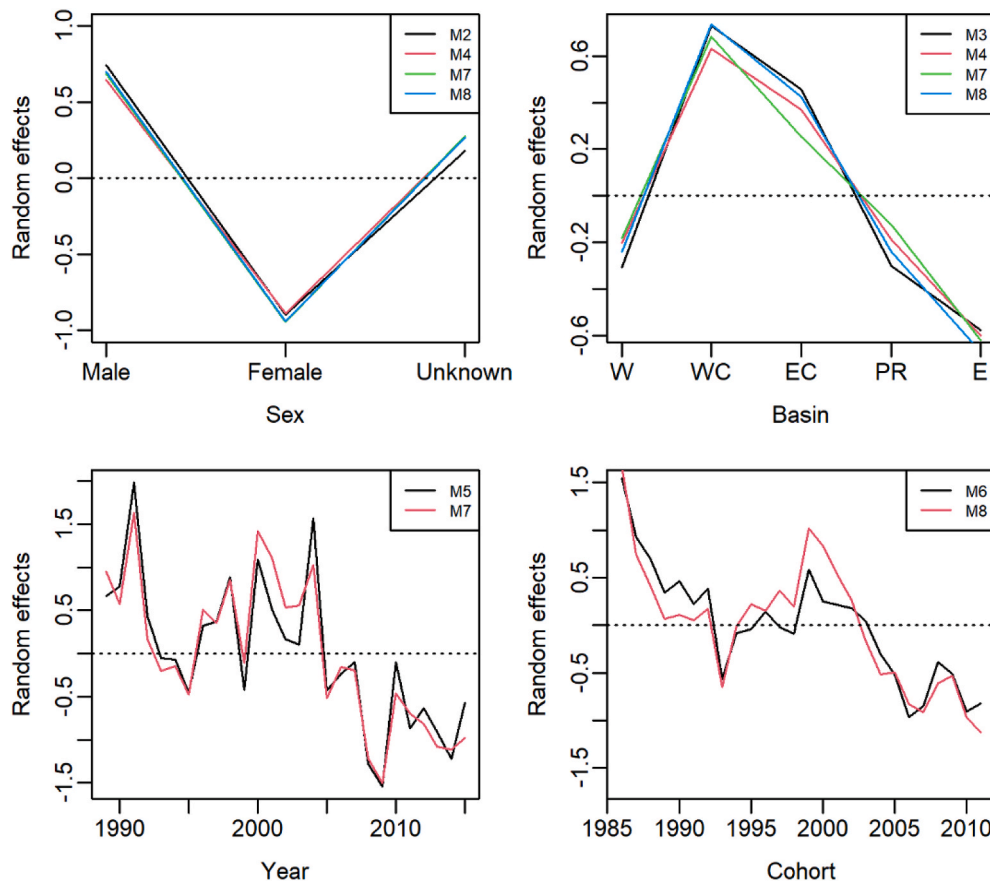 Random effects
1.0
0.5
0.0
-0.5
-1.0
M2
M4
M7
M8
Male Female Unknown
Sex
Random effects
0.6
0.2
-0.2
-0.6
M3
M4
M7
M8
W WC EC PR E
Basin
Random effects
1.5
0.5
-0.5
-1.5
M5
M7
1990 2000 2010
Year
Random effects
1.5
0.5
-0.5
-1.5
M6
M8
1985 1990 1995 2000 2005 2010
Cohort